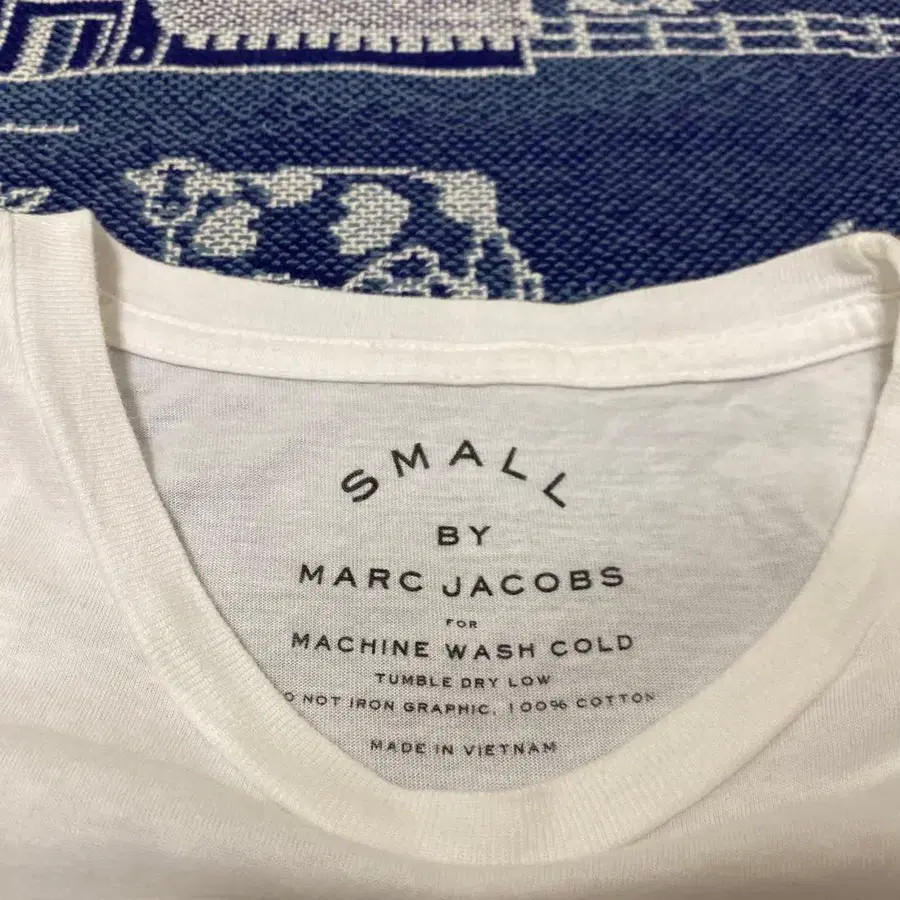 SMALL
BY
MARC JACOBS
FOR
MACHINE WASH COLD
TUMBLE DRY LOW
O NOT IRON GRAPHIC. 100% COTTON
MADE IN VIETNAM